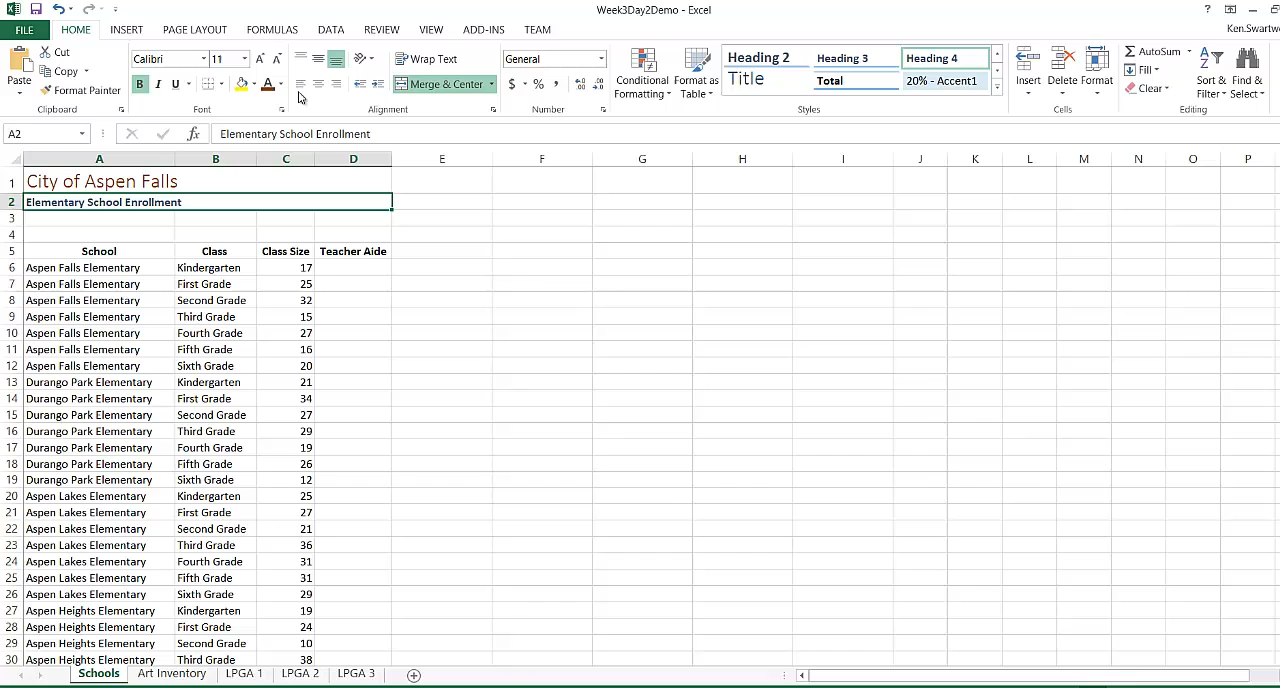 Week3Day2Demo - Excel
?
FILE HOME INSERT PAGE LAYOUT FORMULAS DATA REVIEW VIEW ADD-INS TEAM Ken.Swartw
Paste
Cut
Copy
Format Painter
Clipboard
Calibri 11
B I U
Font
Wrap Text
Merge & Center
Alignment
General
$ % ,
Number
Conditional Formatting
Format as Table
Heading 2 Heading 3 Heading 4
Title Total 20% - Accent1
Styles
Insert Delete Format
Cells
AutoSum
Fill
Clear
Sort & Filter
Find & Select
Editing
A2 fx Elementary School Enrollment
A B C D E F G H I J K L M N O P
1 City of Aspen Falls
2 Elementary School Enrollment
3
4
5 School Class Class Size Teacher Aide
6 Aspen Falls Elementary Kindergarten 17
7 Aspen Falls Elementary First Grade 25
8 Aspen Falls Elementary Second Grade 32
9 Aspen Falls Elementary Third Grade 15
10 Aspen Falls Elementary Fourth Grade 27
11 Aspen Falls Elementary Fifth Grade 16
12 Aspen Falls Elementary Sixth Grade 20
13 Durango Park Elementary Kindergarten 21
14 Durango Park Elementary First Grade 34
15 Durango Park Elementary Second Grade 27
16 Durango Park Elementary Third Grade 29
17 Durango Park Elementary Fourth Grade 19
18 Durango Park Elementary Fifth Grade 26
19 Durango Park Elementary Sixth Grade 12
20 Aspen Lakes Elementary Kindergarten 25
21 Aspen Lakes Elementary First Grade 27
22 Aspen Lakes Elementary Second Grade 21
23 Aspen Lakes Elementary Third Grade 36
24 Aspen Lakes Elementary Fourth Grade 31
25 Aspen Lakes Elementary Fifth Grade 31
26 Aspen Lakes Elementary Sixth Grade 29
27 Aspen Heights Elementary Kindergarten 19
28 Aspen Heights Elementary First Grade 24
29 Aspen Heights Elementary Second Grade 10
30 Aspen Heights Elementary Third Grade 38
Schools Art Inventory LPGA 1 LPGA 2 LPGA 3